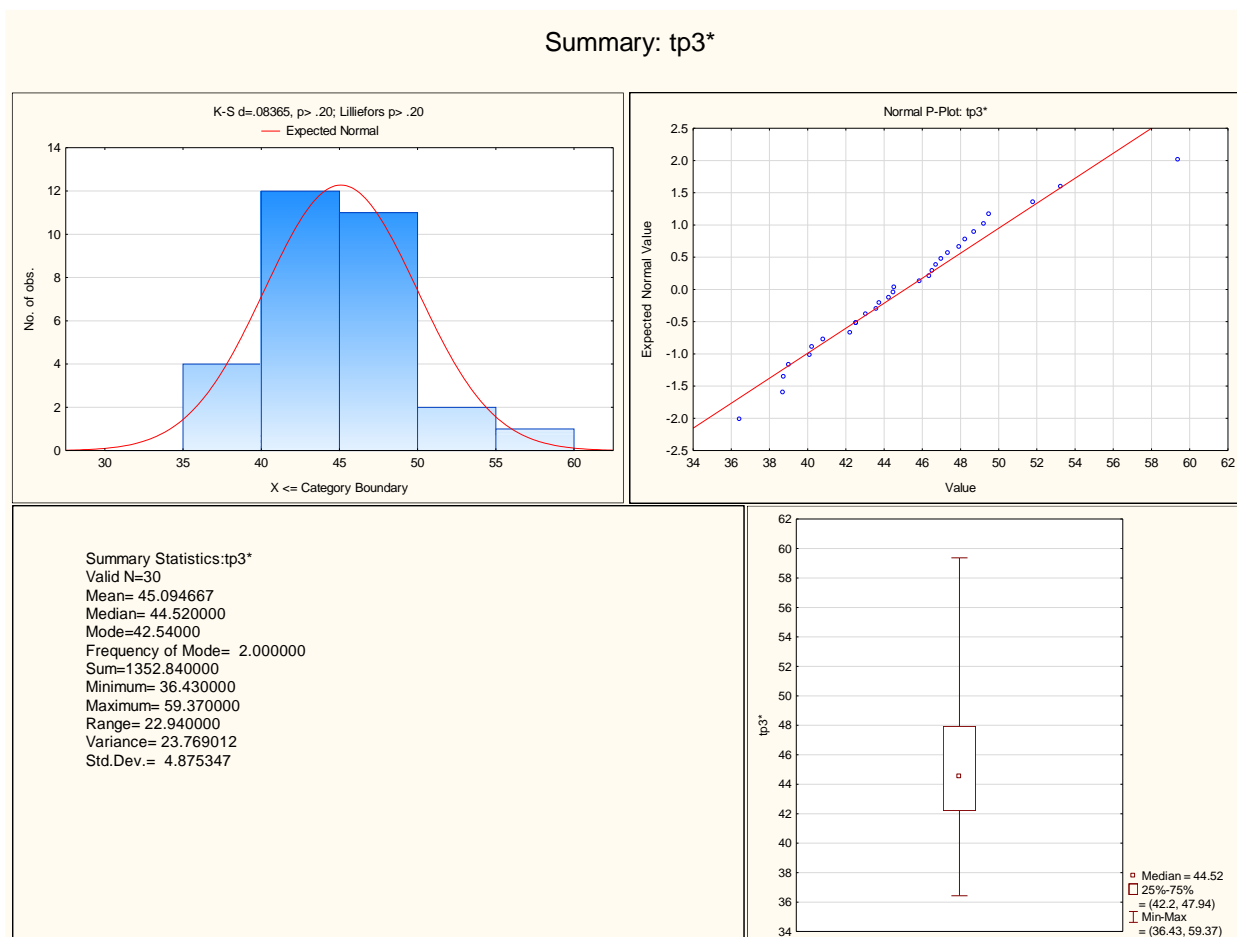 Summary: tp3*
K-S d=.08365, p> .20; Lilliefors p> .20
Expected Normal
14
12
10
8
6
4
2
0
No. of obs.
30 35 40 45 50 55 60
X <= Category Boundary
Normal P-Plot: tp3*
2.5
2.0
1.5
1.0
0.5
0.0
-0.5
-1.0
-1.5
-2.0
-2.5
Expected Normal Value
34 36 38 40 42 44 46 48 50 52 54 56 58 60 62
Value
Summary Statistics:tp3*
Valid N=30
Mean= 45.094667
Median= 44.520000
Mode=42.54000
Frequency of Mode= 2.000000
Sum=1352.840000
Minimum= 36.430000
Maximum= 59.370000
Range= 22.940000
Variance= 23.769012
Std.Dev.= 4.875347
62
60
58
56
54
52
50
48
46
44
42
40
38
36
34
tp3*
Median = 44.52
25%-75%
= (42.2, 47.94)
Min-Max
= (36.43, 59.37)